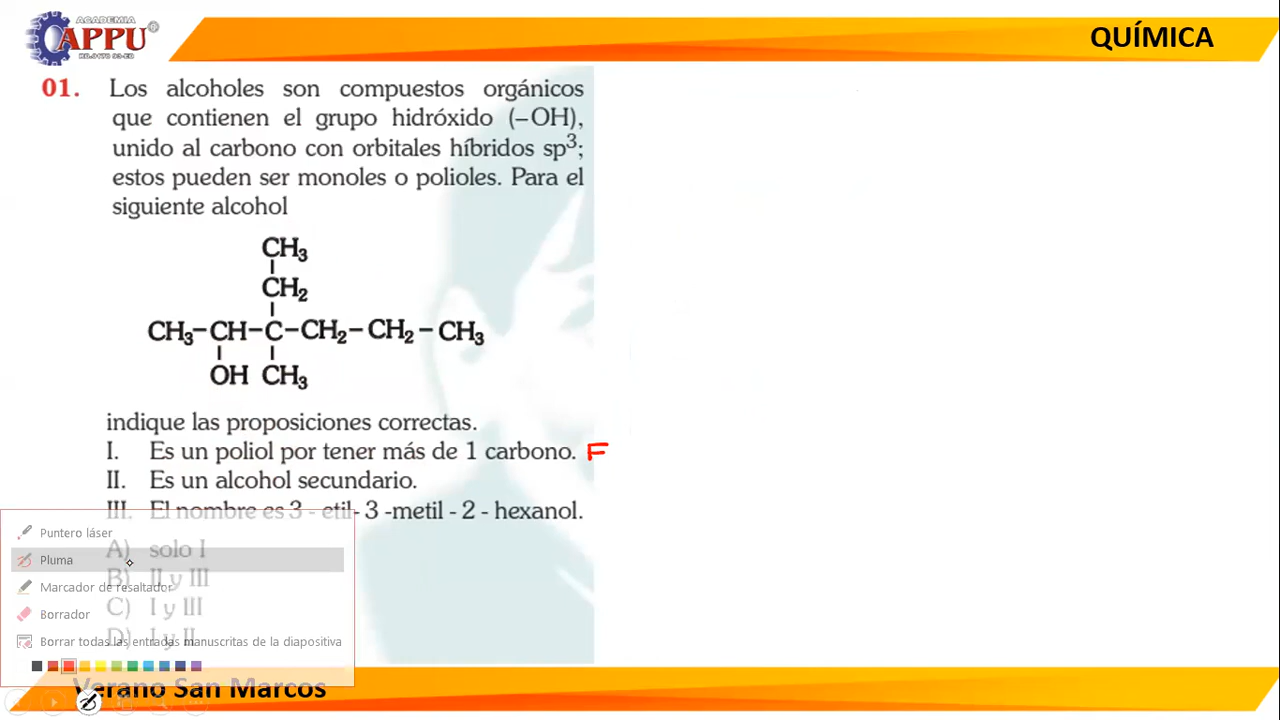 ACADEMIA
APPU
QUÍMICA
01. Los alcoholes son compuestos orgánicos
que contienen el grupo hidróxido (–OH),
unido al carbono con orbitales híbridos sp³;
estos pueden ser monoles o polioles. Para el
siguiente alcohol
CH₃
CH₂
CH₃–CH–C–CH₂–CH₂–CH₃
OH CH₃
indique las proposiciones correctas.
I. Es un poliol por tener más de 1 carbono. F
II. Es un alcohol secundario.
III. El nombre es 3 - etil- 3 -metil - 2 - hexanol.
Puntero láser
A) solo I
Pluma
B) II y III
Marcador de resaltador
C) I y III
Borrador
D) I y II
Borrar todas las entradas manuscritas de la diapositiva
Verano San Marcos